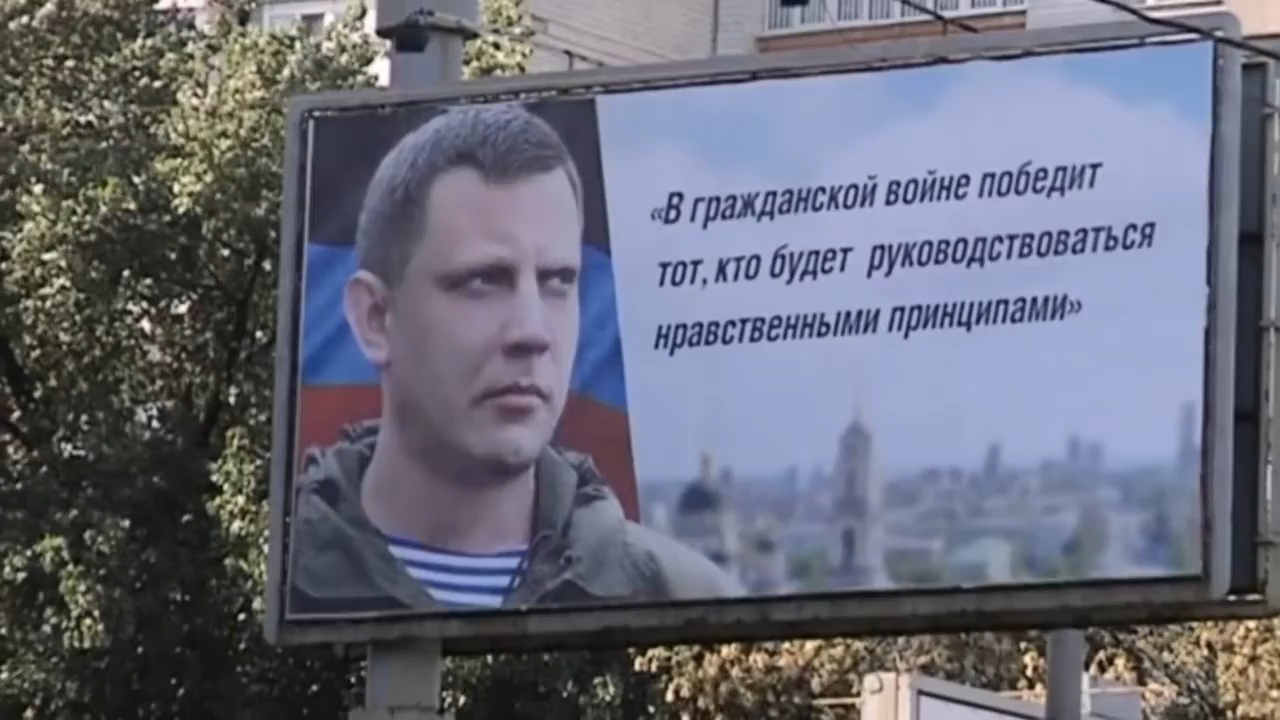 «В гражданской войне победит
тот, кто будет руководствоваться
нравственными принципами»